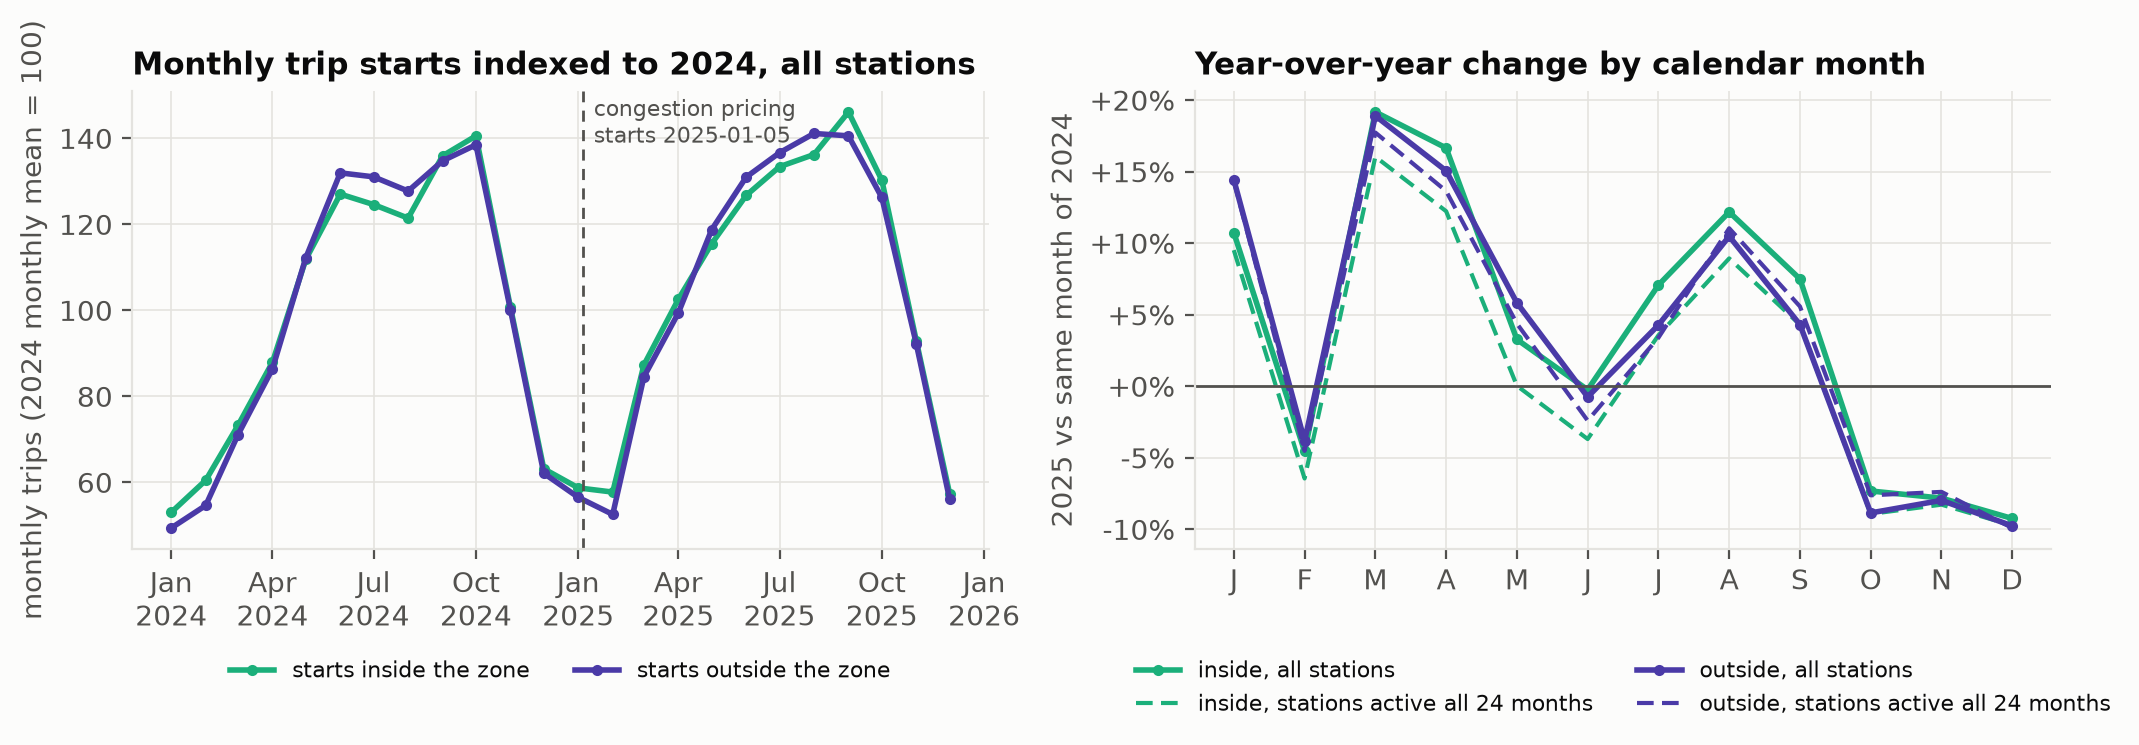 Monthly trip starts indexed to 2024, all stations
monthly trips (2024 monthly mean = 100)
140
120
100
80
60
congestion pricing
starts 2025-01-05
Jan Apr Jul Oct Jan Apr Jul Oct Jan
2024 2024 2024 2024 2025 2025 2025 2025 2026
starts inside the zone
starts outside the zone
Year-over-year change by calendar month
2025 vs same month of 2024
+20%
+15%
+10%
+5%
+0%
-5%
-10%
J F M A M J J A S O N D
inside, all stations
inside, stations active all 24 months
outside, all stations
outside, stations active all 24 months